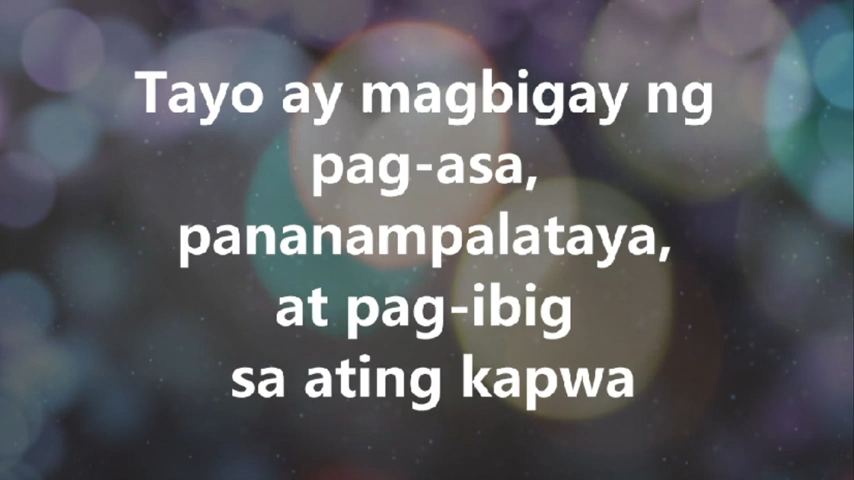 Tayo ay magbigay ng
pag-asa,
pananampalataya,
at pag-ibig
sa ating kapwa